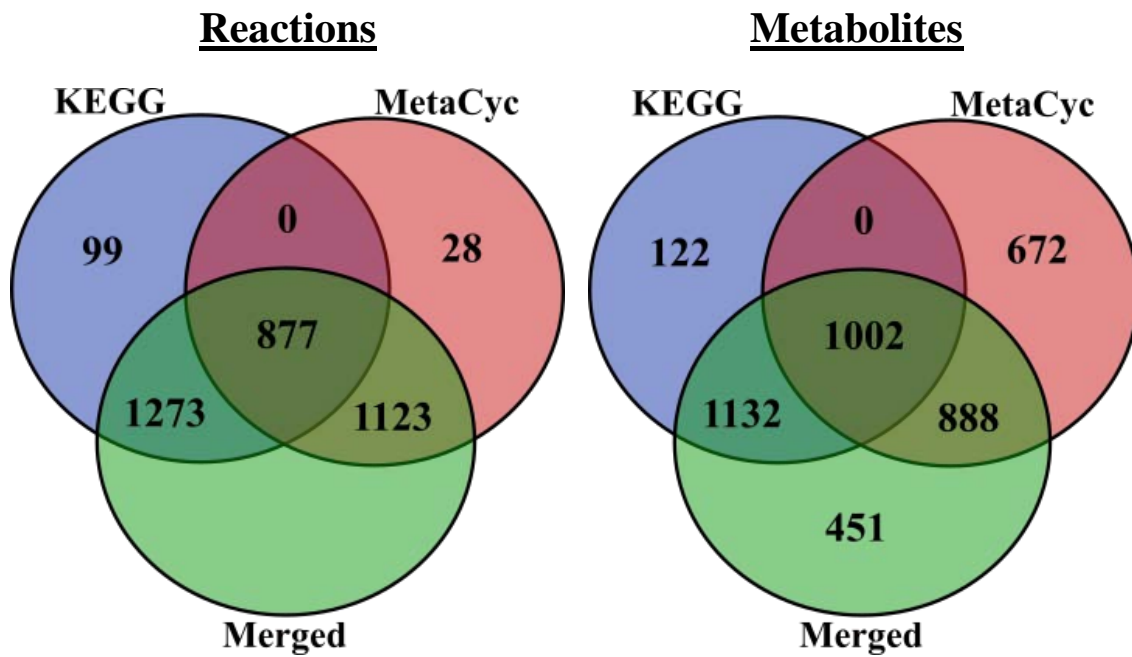 Reactions
KEGG
MetaCyc
0
99
28
877
1273
1123
Merged
Metabolites
KEGG
MetaCyc
0
122
672
1002
1132
888
451
Merged